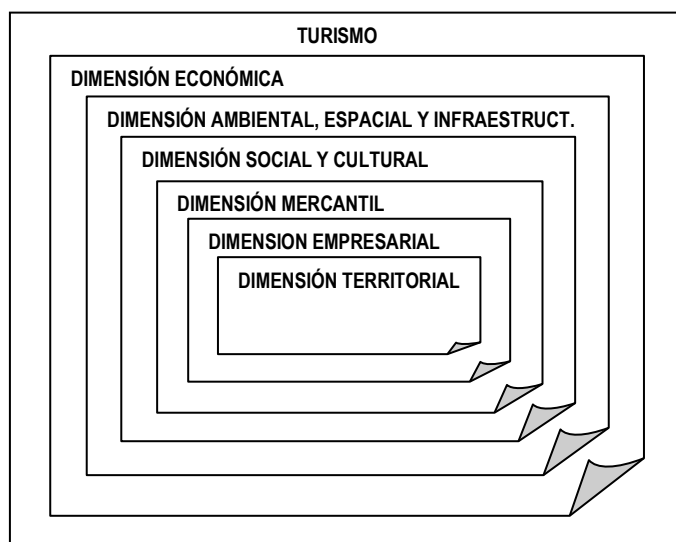 TURISMO
DIMENSIÓN ECONÓMICA
DIMENSIÓN AMBIENTAL, ESPACIAL Y INFRAESTRUCT.
DIMENSIÓN SOCIAL Y CULTURAL
DIMENSIÓN MERCANTIL
DIMENSION EMPRESARIAL
DIMENSIÓN TERRITORIAL